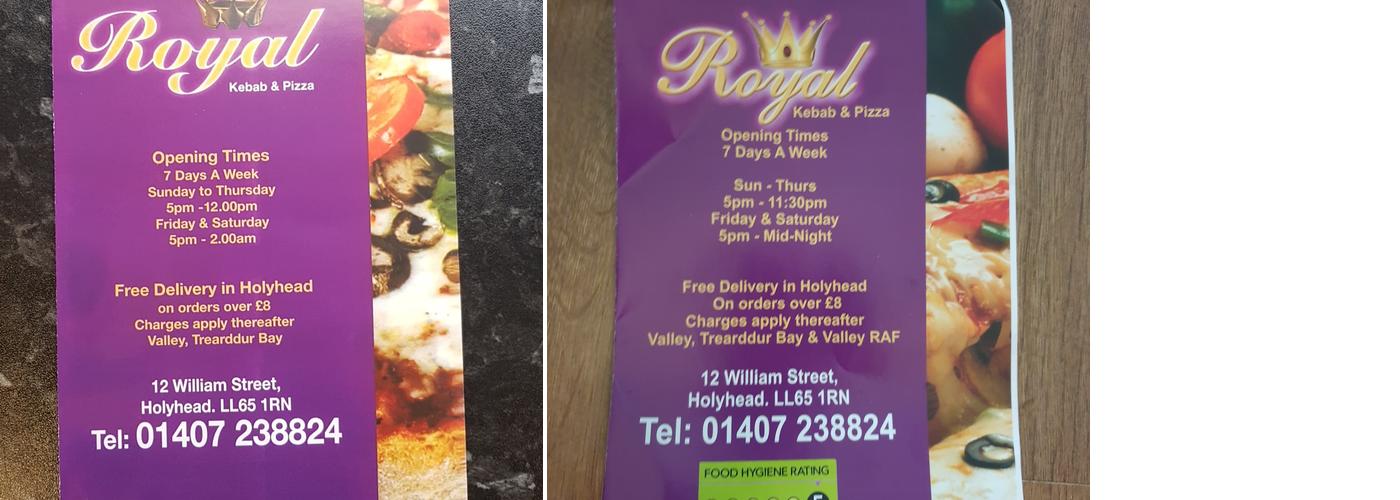 Royal
Kebab & Pizza
Opening Times
7 Days A Week
Sunday to Thursday
5pm -12.00pm
Friday & Saturday
5pm - 2.00am
Free Delivery in Holyhead
on orders over £8
Charges apply thereafter
Valley, Trearddur Bay
12 William Street,
Holyhead. LL65 1RN
Tel: 01407 238824
Royal
Kebab & Pizza
Opening Times
7 Days A Week
Sun - Thurs
5pm - 11:30pm
Friday & Saturday
5pm - Mid-Night
Free Delivery in Holyhead
On orders over £8
Charges apply thereafter
Valley, Trearddur Bay & Valley RAF
12 William Street,
Holyhead. LL65 1RN
Tel: 01407 238824
FOOD HYGIENE RATING